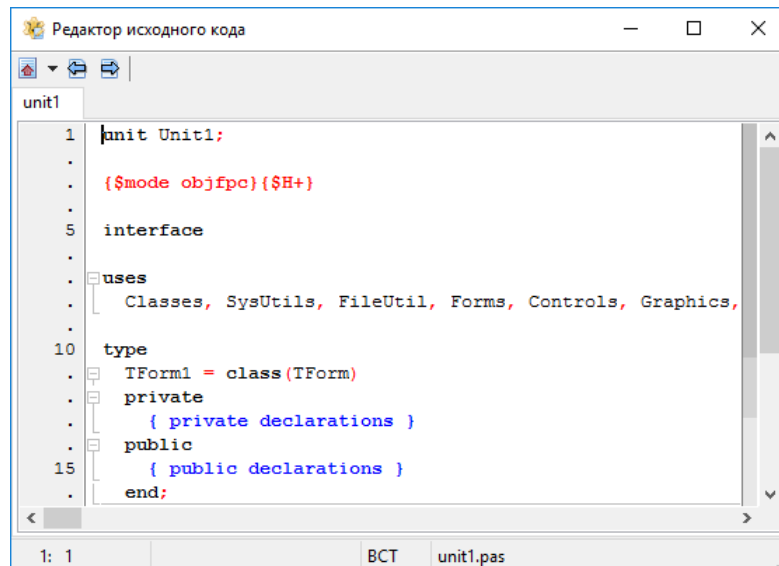 Редактор исходного кода
unit1
1 unit Unit1;
.
. {$mode objfpc}{$H+}
.
5 interface
.
. uses
. Classes, SysUtils, FileUtil, Forms, Controls, Graphics,
.
10 type
. TForm1 = class(TForm)
. private
. { private declarations }
. public
15 { public declarations }
. end;
1: 1 ВСТ unit1.pas